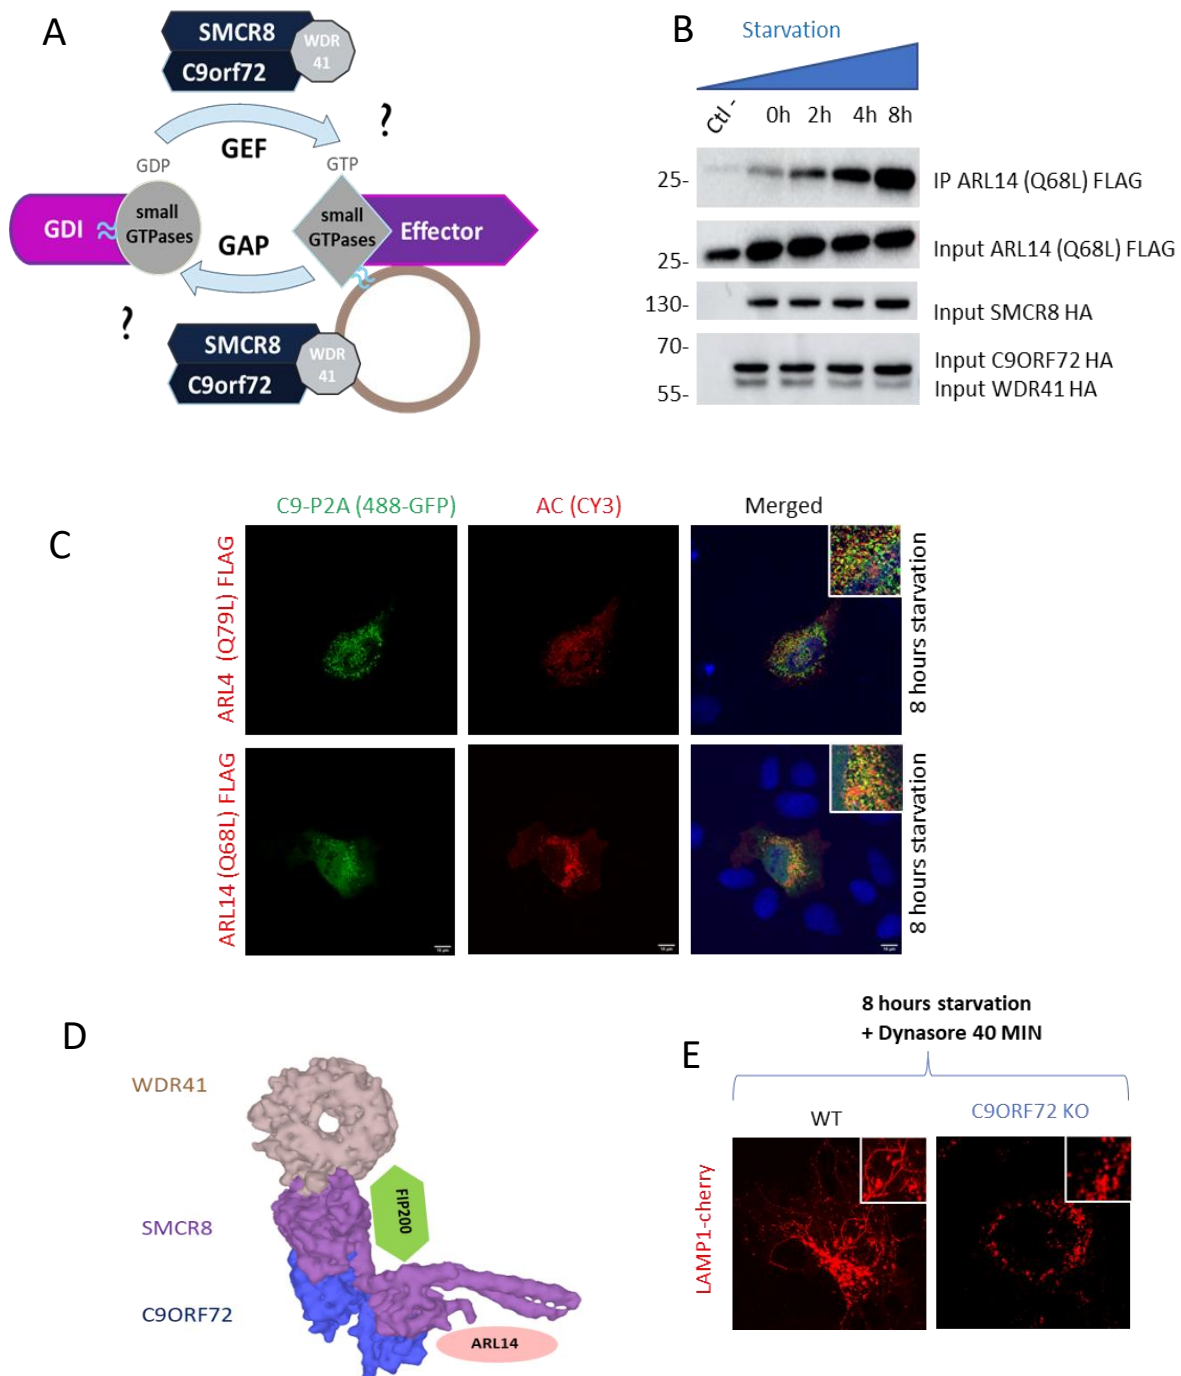 A
SMCR8
C9orf72
WDR
41
GEF
?
GDP
GTP
GDI
small
GTPases
small
GTPases
Effector
GAP
?
SMCR8
C9orf72
WDR
41
B
Starvation
Ctl -
0h 2h 4h 8h
25-
IP ARL14 (Q68L) FLAG
25-
Input ARL14 (Q68L) FLAG
130-
Input SMCR8 HA
70-
Input C9ORF72 HA
55-
Input WDR41 HA
C
C9-P2A (488-GFP) AC (CY3) Merged
ARL4 (Q79L) FLAG
8 hours starvation
ARL14 (Q68L) FLAG
8 hours starvation
D
WDR41
SMCR8
C9ORF72
FIP200
ARL14
E
8 hours starvation
+ Dynasore 40 MIN
WT C9ORF72 KO
LAMP1-cherry